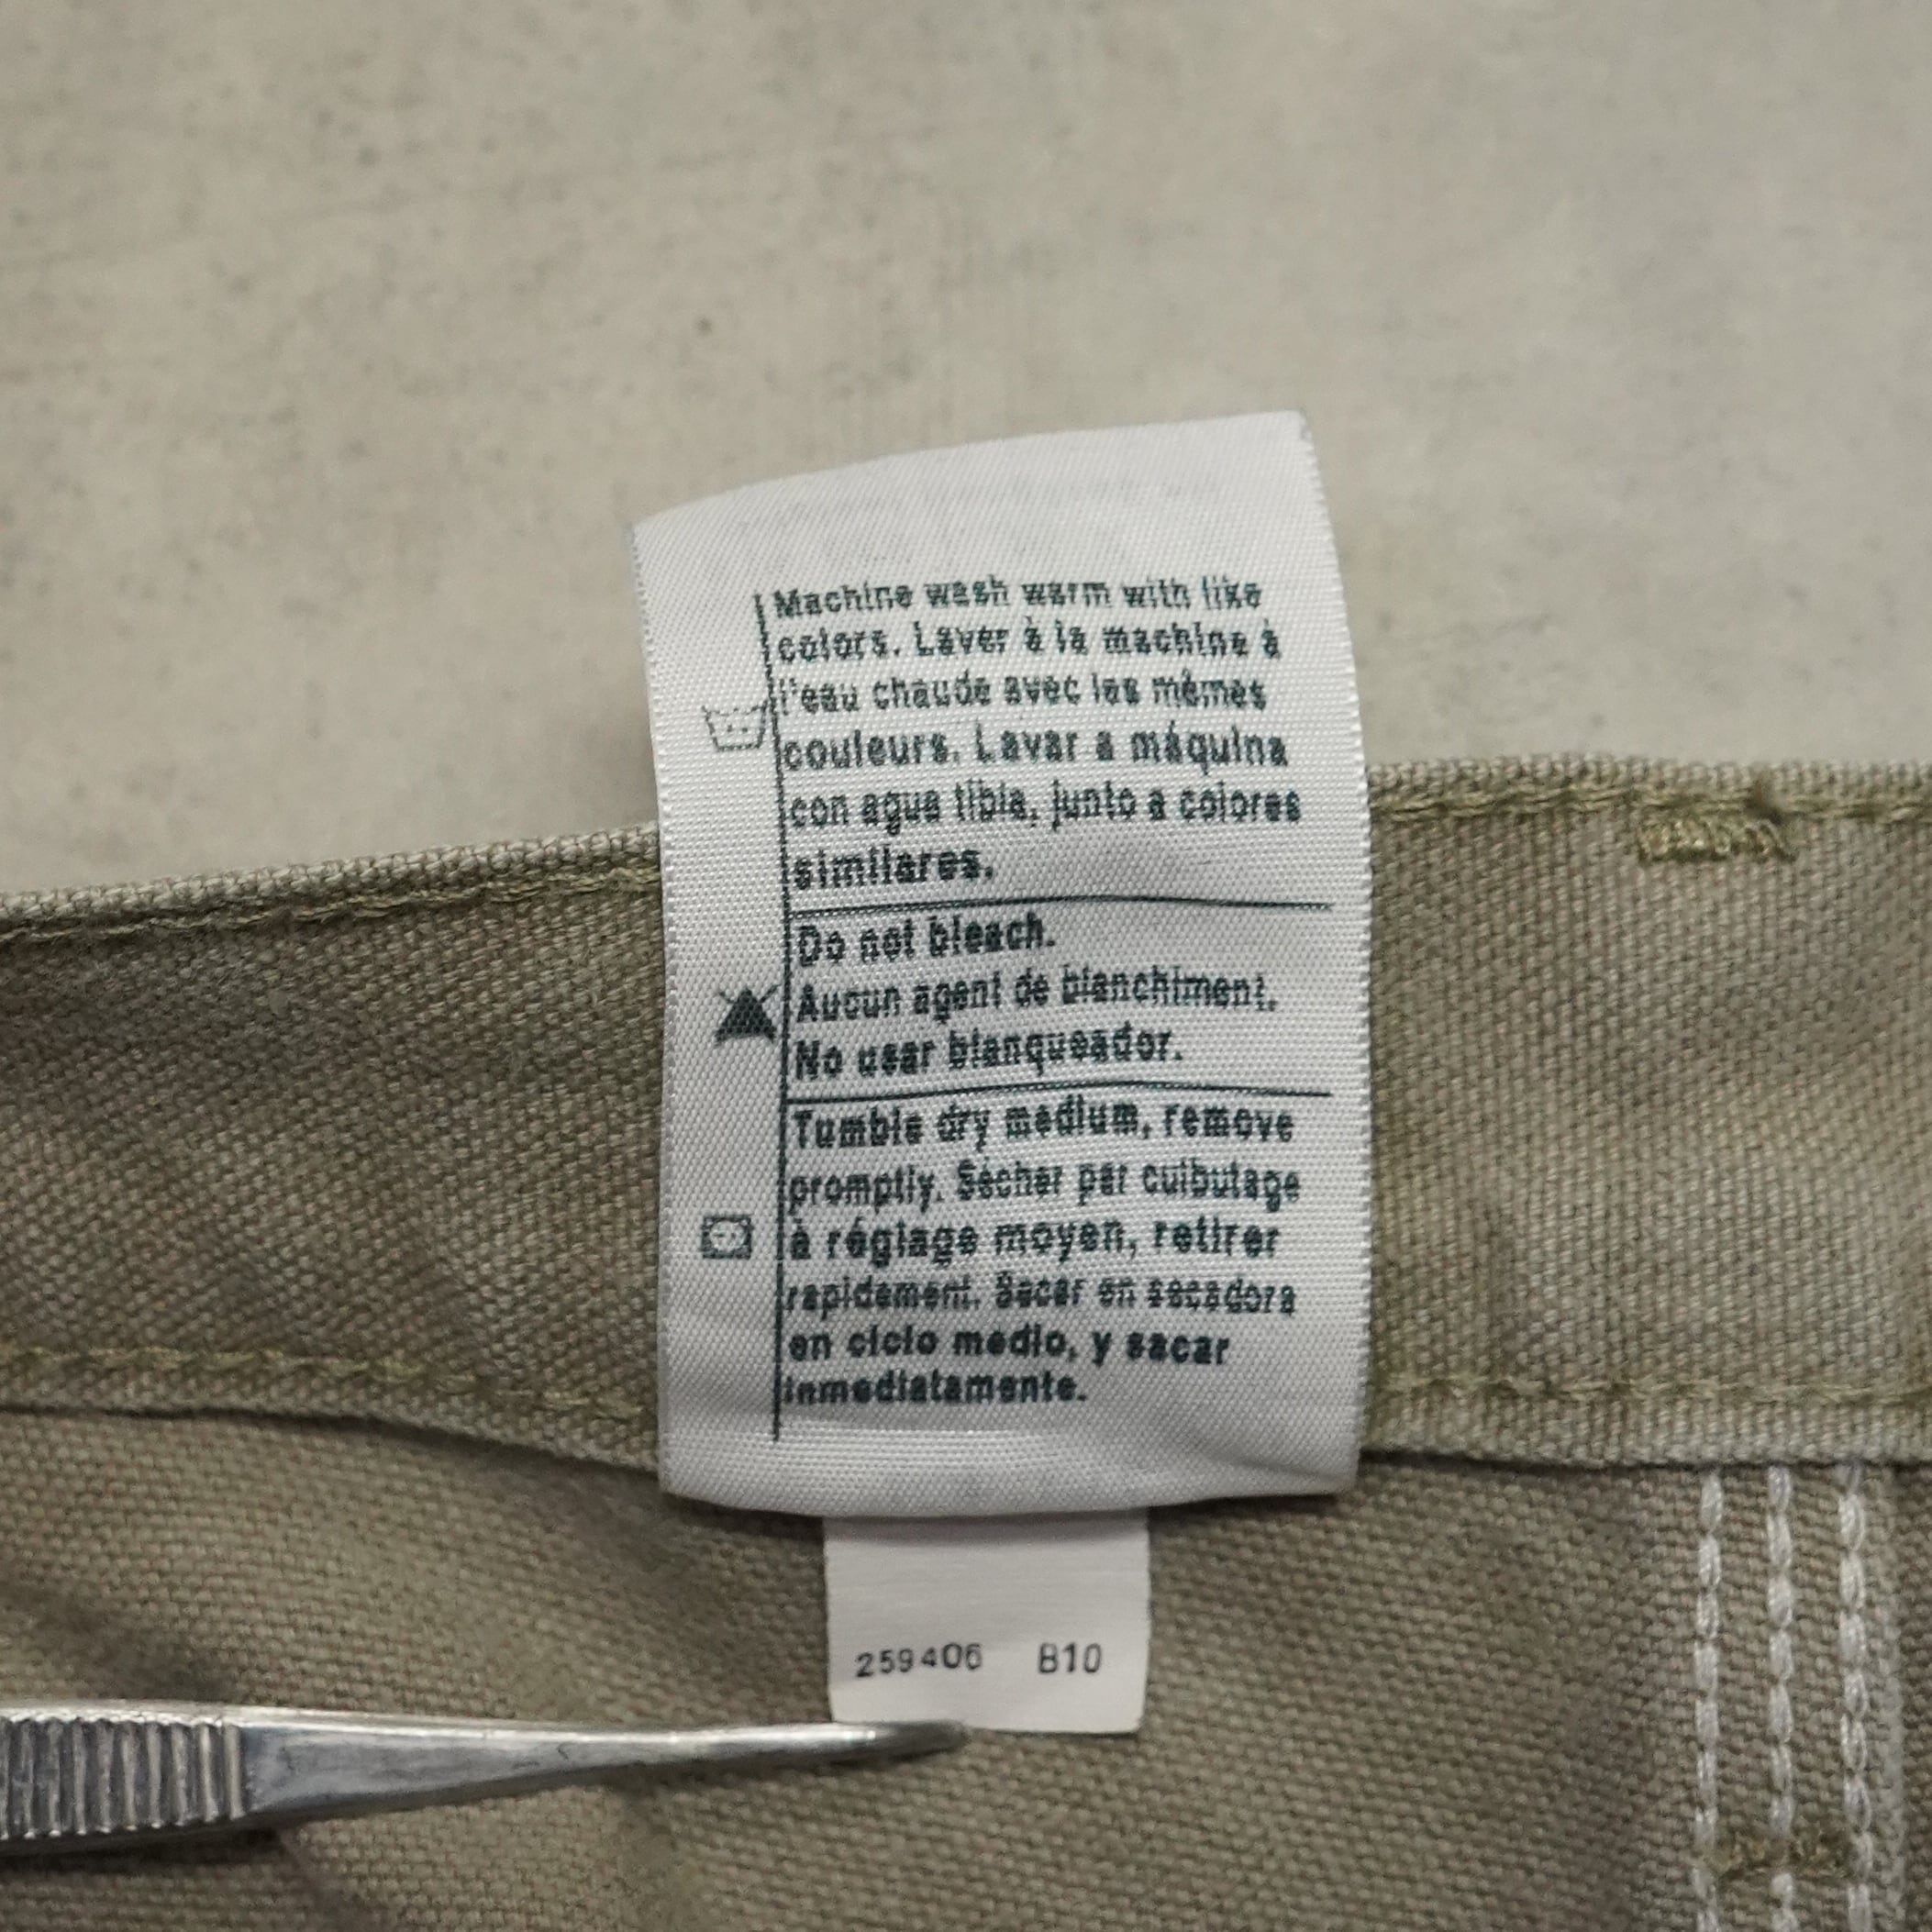 Machine wash warm with like
colors. Laver à la machine à
l'eau chaude avec les mêmes
couleurs. Lavar a máquina
con agua tibia, junto a colores
similares.
Do not bleach.
Aucun agent de blanchiment.
No usar blanqueador.
Tumble dry medium, remove
promptly. Sécher par culbutage
à réglage moyen, retirer
rapidement. Secar en secadora
en ciclo medio, y sacar
inmediatamente.
259406 B10